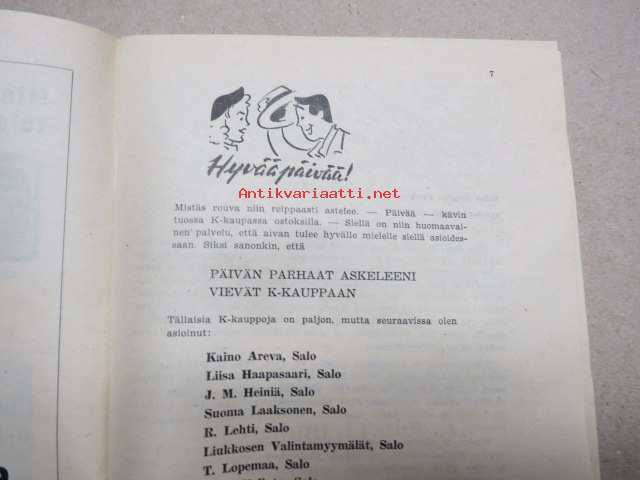 7
Hyvää päivää!
Antikvariaatti.net
Mistäs rouva niin reippaasti astelee. — Päivää — kävin
tuossa K-kaupassa ostoksilla. — Siellä on niin huomaavai-
nen palvelu, että aivan tulee hyvälle mielelle siellä asioides-
saan. Siksi sanonkin, että
PÄIVÄN PARHAAT ASKELEENI
VIEVÄT K-KAUPPAAN
Tällaisia K-kauppoja on paljon, mutta seuraavissa olen
asioinut:
Kaino Areva, Salo
Liisa Haapasaari, Salo
J. M. Heiniä, Salo
Suoma Laaksonen, Salo
R. Lehti, Salo
Liukkosen Valintamyymälät, Salo
T. Lopemaa, Salo